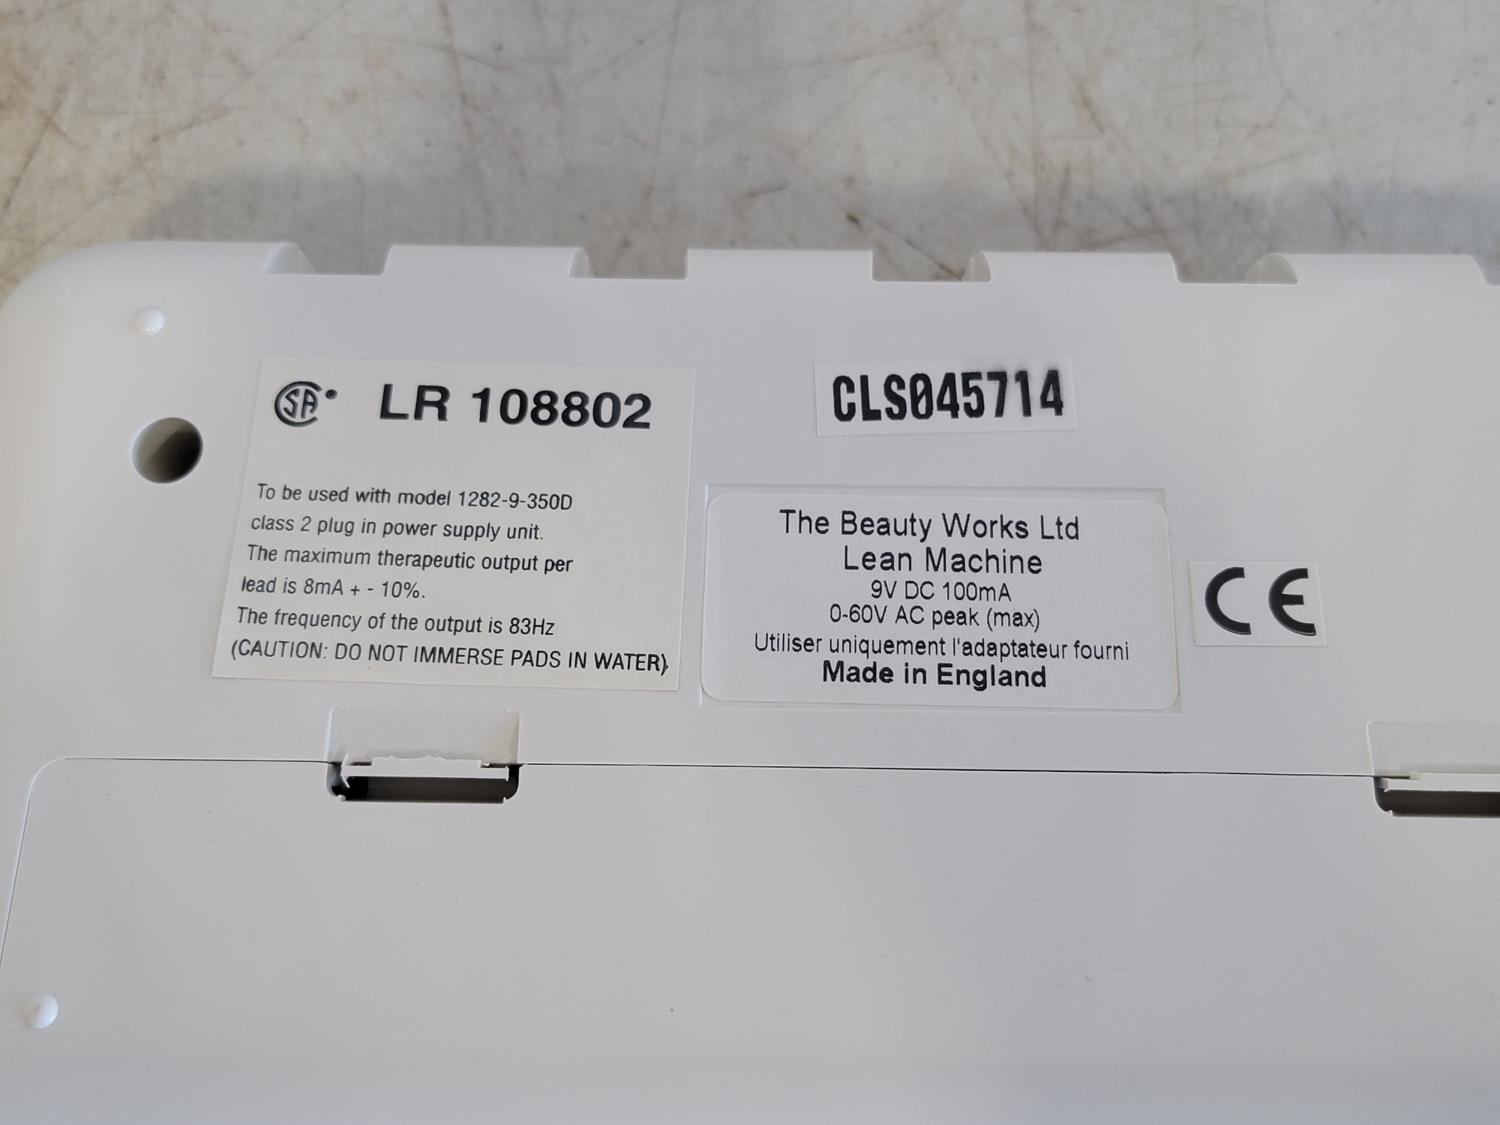 CSA LR 108802
To be used with model 1282-9-350D
class 2 plug in power supply unit.
The maximum therapeutic output per
lead is 8mA + - 10%.
The frequency of the output is 83Hz
(CAUTION: DO NOT IMMERSE PADS IN WATER)
CLS045714
The Beauty Works Ltd
Lean Machine
9V DC 100mA
0-60V AC peak (max)
Utiliser uniquement l'adaptateur fourni
Made in England
CE